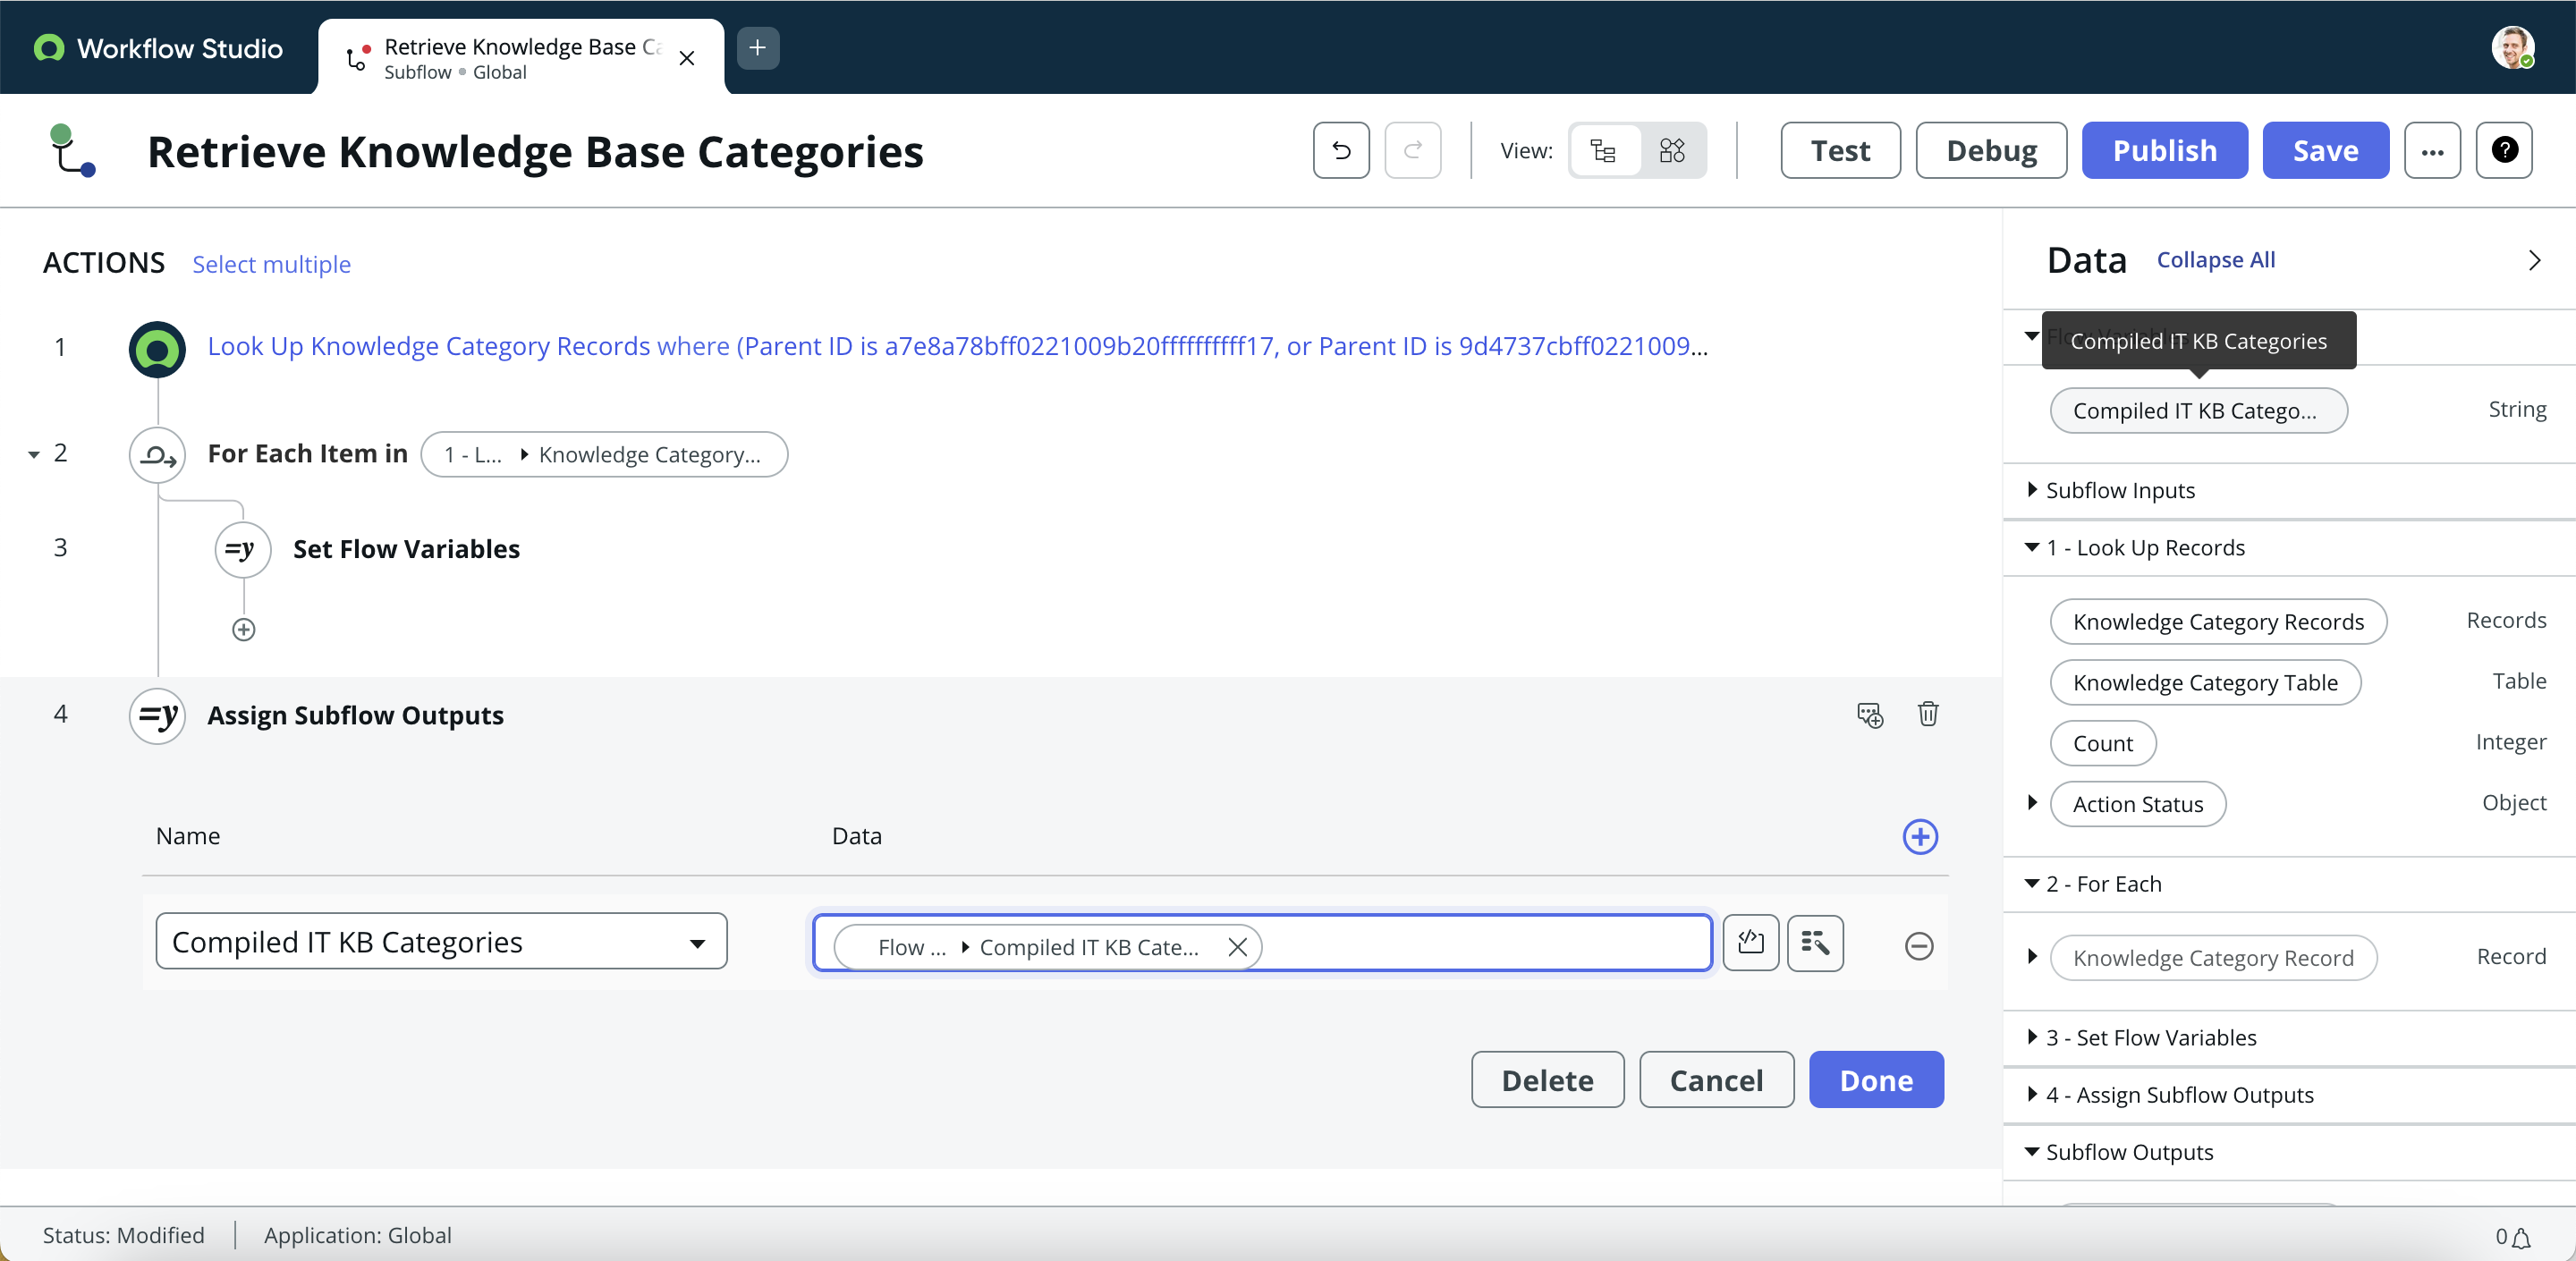 Workflow Studio
Retrieve Knowledge Base Ca
Subflow • Global
+
Retrieve Knowledge Base Categories
View:
Test
Debug
Publish
Save
...
?
ACTIONS
Select multiple
1
Look Up Knowledge Category Records where (Parent ID is a7e8a78bff0221009b20ffffffffff17, or Parent ID is 9d4737cbff0221009...
2
For Each Item in
1 - L... ▸ Knowledge Category...
3
=y
Set Flow Variables
4
=y
Assign Subflow Outputs
Name
Data
Compiled IT KB Categories
Flow ... ▸ Compiled IT KB Cate...
Delete
Cancel
Done
Data
Collapse All
Compiled IT KB Categories
Compiled IT KB Catego...
String
Subflow Inputs
1 - Look Up Records
Knowledge Category Records
Records
Knowledge Category Table
Table
Count
Integer
Action Status
Object
2 - For Each
Knowledge Category Record
Record
3 - Set Flow Variables
4 - Assign Subflow Outputs
Subflow Outputs
Status: Modified
Application: Global
0